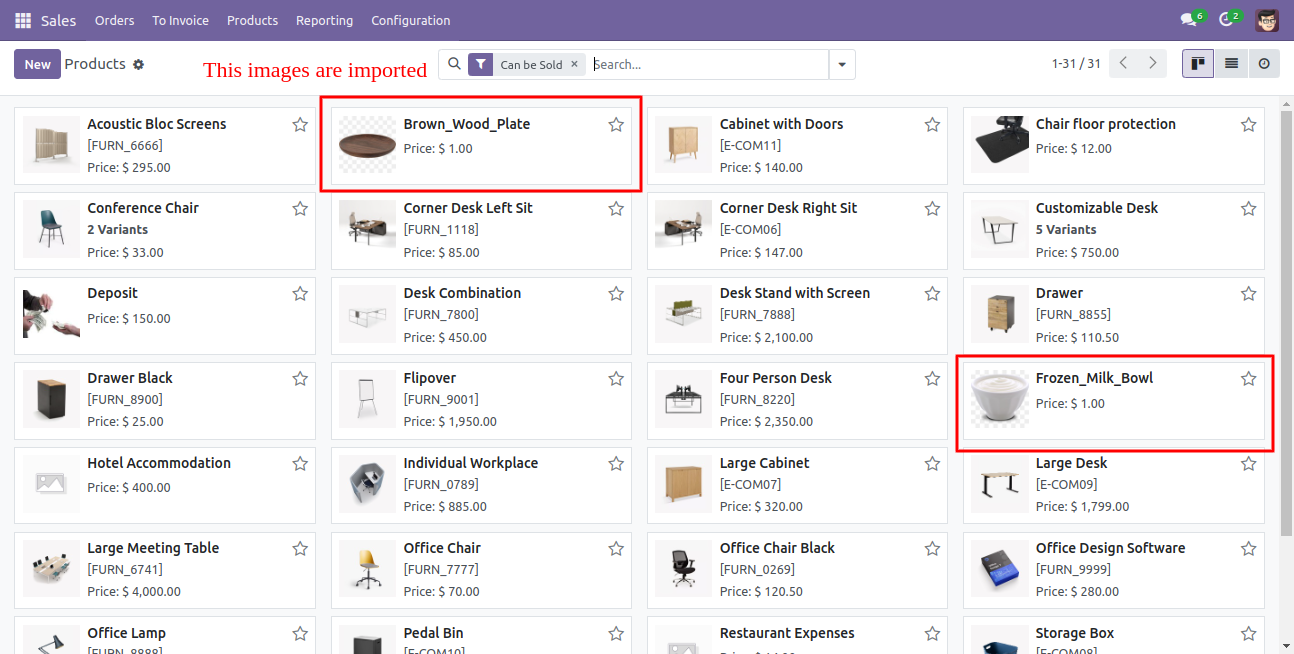 Sales Orders To Invoice Products Reporting Configuration 6 2
New Products This images are imported Can be Sold × Search... 1-31 / 31
Acoustic Bloc Screens
[FURN_6666]
Price: $ 295.00
Brown_Wood_Plate
Price: $ 1.00
Cabinet with Doors
[E-COM11]
Price: $ 140.00
Chair floor protection
Price: $ 12.00
Conference Chair
2 Variants
Price: $ 33.00
Corner Desk Left Sit
[FURN_1118]
Price: $ 85.00
Corner Desk Right Sit
[E-COM06]
Price: $ 147.00
Customizable Desk
5 Variants
Price: $ 750.00
Deposit
Price: $ 150.00
Desk Combination
[FURN_7800]
Price: $ 450.00
Desk Stand with Screen
[FURN_7888]
Price: $ 2,100.00
Drawer
[FURN_8855]
Price: $ 110.50
Drawer Black
[FURN_8900]
Price: $ 25.00
Flipover
[FURN_9001]
Price: $ 1,950.00
Four Person Desk
[FURN_8220]
Price: $ 2,350.00
Frozen_Milk_Bowl
Price: $ 1.00
Hotel Accommodation
Price: $ 400.00
Individual Workplace
[FURN_0789]
Price: $ 885.00
Large Cabinet
[E-COM07]
Price: $ 320.00
Large Desk
[E-COM09]
Price: $ 1,799.00
Large Meeting Table
[FURN_6741]
Price: $ 4,000.00
Office Chair
[FURN_7777]
Price: $ 70.00
Office Chair Black
[FURN_0269]
Price: $ 120.50
Office Design Software
[FURN_9999]
Price: $ 280.00
Office Lamp
[FURN_8888]
Pedal Bin
[E-COM10]
Restaurant Expenses
Storage Box
[E-COM08]